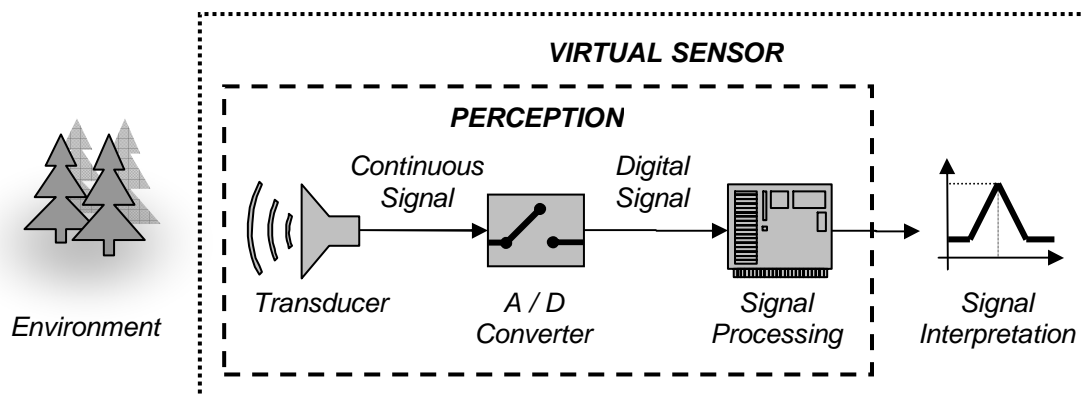 VIRTUAL SENSOR
PERCEPTION
Continuous
Signal
Digital
Signal
Environment
Transducer
A / D
Converter
Signal
Processing
Signal
Interpretation